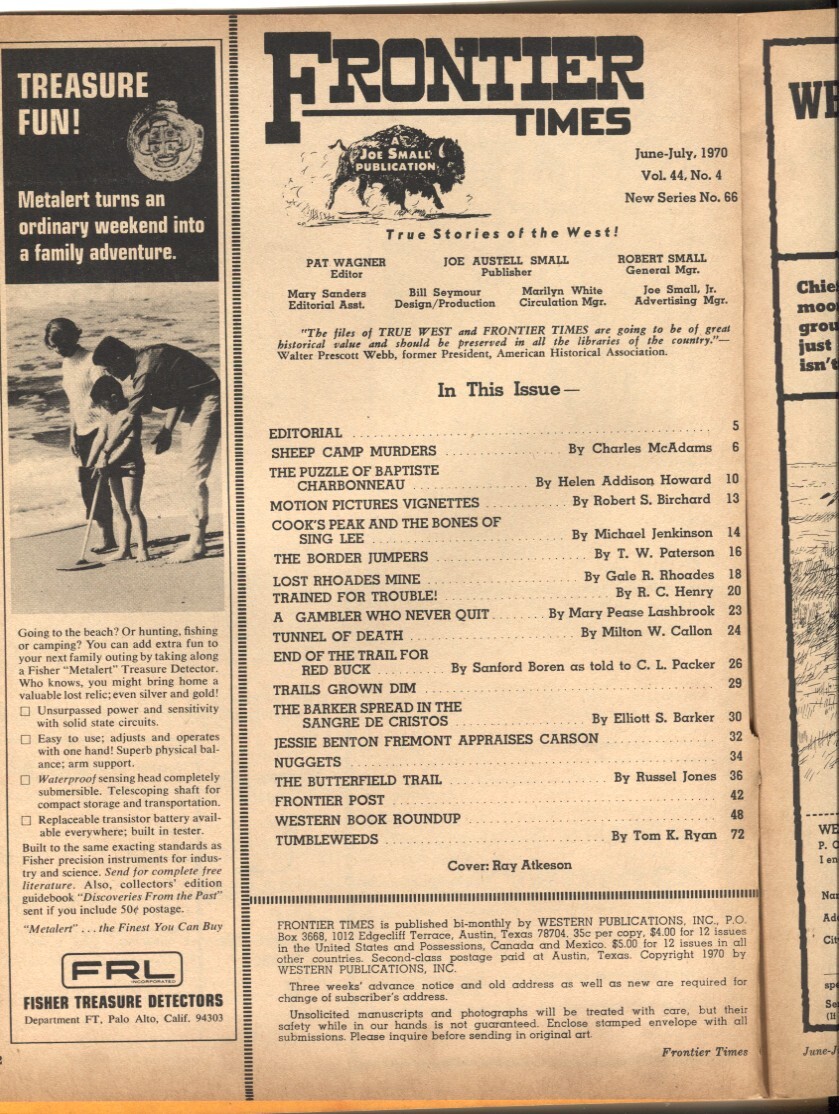 TREASURE
FUN!
Metalert turns an
ordinary weekend into
a family adventure.
Going to the beach? Or hunting, fishing
or camping? You can add extra fun to
your next family outing by taking along
a Fisher "Metalert" Treasure Detector.
Who knows, you might bring home a
valuable lost relic; even silver and gold!
☐ Unsurpassed power and sensitivity
with solid state circuits.
☐ Easy to use; adjusts and operates
with one hand! Superb physical bal-
ance; arm support.
☐ Waterproof sensing head completely
submersible. Telescoping shaft for
compact storage and transportation.
☐ Replaceable transistor battery avail-
able everywhere; built in tester.
Built to the same exacting standards as
Fisher precision instruments for indus-
try and science. Send for complete free
literature. Also, collectors' edition
guidebook "Discoveries From the Past"
sent if you include 50¢ postage.
"Metalert" . . . the Finest You Can Buy
FRL
INCORPORATED
FISHER TREASURE DETECTORS
Department FT, Palo Alto, Calif. 94303
2
FRONTIER
TIMES
A
JOE SMALL
PUBLICATION
June-July, 1970
Vol. 44, No. 4
New Series No. 66
True Stories of the West!
PAT WAGNER JOE AUSTELL SMALL ROBERT SMALL
Editor Publisher General Mgr.
Mary Sanders Bill Seymour Marilyn White Joe Small, Jr.
Editorial Asst. Design/Production Circulation Mgr. Advertising Mgr.
"The files of TRUE WEST and FRONTIER TIMES are going to be of great
historical value and should be preserved in all the libraries of the country."—
Walter Prescott Webb, former President, American Historical Association.
In This Issue—
EDITORIAL 5
SHEEP CAMP MURDERS By Charles McAdams 6
THE PUZZLE OF BAPTISTE
CHARBONNEAU By Helen Addison Howard 10
MOTION PICTURES VIGNETTES By Robert S. Birchard 13
COOK'S PEAK AND THE BONES OF
SING LEE By Michael Jenkinson 14
THE BORDER JUMPERS By T. W. Paterson 16
LOST RHOADES MINE By Gale R. Rhoades 18
TRAINED FOR TROUBLE! By R. C. Henry 20
A GAMBLER WHO NEVER QUIT By Mary Pease Lashbrook 23
TUNNEL OF DEATH By Milton W. Callon 24
END OF THE TRAIL FOR
RED BUCK By Sanford Boren as told to C. L. Packer 26
TRAILS GROWN DIM 29
THE BARKER SPREAD IN THE
SANGRE DE CRISTOS By Elliott S. Barker 30
JESSIE BENTON FREMONT APPRAISES CARSON 32
NUGGETS 34
THE BUTTERFIELD TRAIL By Russel Jones 36
FRONTIER POST 42
WESTERN BOOK ROUNDUP 48
TUMBLEWEEDS By Tom K. Ryan 72
Cover: Ray Atkeson
FRONTIER TIMES is published bi-monthly by WESTERN PUBLICATIONS, INC., P.O.
Box 3668, 1012 Edgecliff Terrace, Austin, Texas 78704. 35c per copy, $4.00 for 12 issues
in the United States and Possessions, Canada and Mexico. $5.00 for 12 issues in all
other countries. Second-class postage paid at Austin, Texas. Copyright 1970 by
WESTERN PUBLICATIONS, INC.
Three weeks' advance notice and old address as well as new are required for
change of subscriber's address.
Unsolicited manuscripts and photographs will be treated with care, but their
safety while in our hands is not guaranteed. Enclose stamped envelope with all
submissions. Please inquire before sending in original art.
Frontier Times
Chie
moo
grou
just
isn't
WE
P. O
I en
Nar
Add
Cit
spe
Se
(Il
June-J